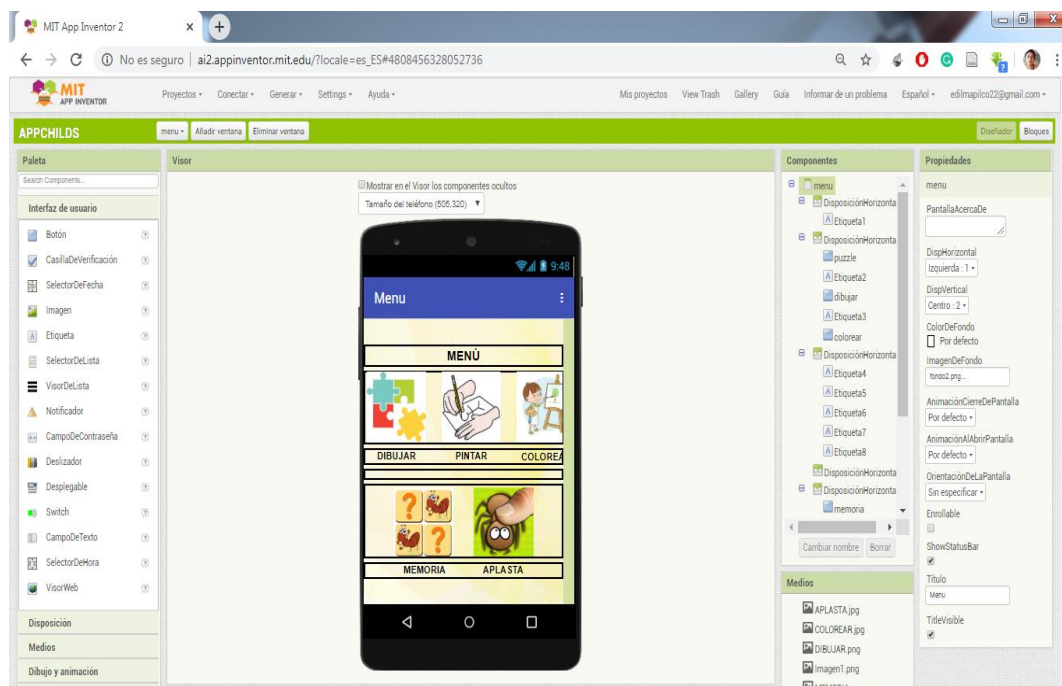 MIT App Inventor 2
No es seguro
ai2.appinventor.mit.edu/?locale=es_ES#4808456328052736
MIT
APP INVENTOR
Proyectos
Conectar
Generar
Settings
Ayuda
Mis proyectos
View Trash
Gallery
Guía
Informar de un problema
Español
edilmapilco22@gmail.com
APPCHILDS
menu
Añadir ventana
Eliminar ventana
Diseñador
Bloques
Paleta
Search Components...
Interfaz de usuario
Botón
CasillaDeVerificación
SelectorDeFecha
Imagen
Etiqueta
SelectorDeLista
VisorDeLista
Notificador
CampoDeContraseña
Deslizador
Desplegable
Switch
CampoDeTexto
SelectorDeHora
VisorWeb
Disposición
Medios
Dibujo y animación
Visor
Mostrar en el Visor los componentes ocultos
Tamaño del teléfono (505,320)
9:48
Menu
MENÙ
DIBUJAR PINTAR COLOREA
MEMORIA APLASTA
Componentes
menu
DisposiciónHorizonta
Etiqueta1
DisposiciónHorizonta
puzzle
Etiqueta2
dibujar
Etiqueta3
colorear
DisposiciónHorizonta
Etiqueta4
Etiqueta5
Etiqueta6
Etiqueta7
Etiqueta8
DisposiciónHorizonta
DisposiciónHorizonta
memoria
Cambiar nombre
Borrar
Medios
APLASTA.jpg
COLOREAR.jpg
DIBUJAR.png
Imagen1.png
Propiedades
menu
PantallaAcercaDe
DispHorizontal
Izquierda : 1
DispVertical
Centro : 2
ColorDeFondo
Por defecto
ImagenDeFondo
fondo2.png...
AnimaciónCierreDePantalla
Por defecto
AnimaciónAlAbrirPantalla
Por defecto
OrientaciónDeLaPantalla
Sin especificar
Enrollable
ShowStatusBar
Título
Menu
TitleVisible